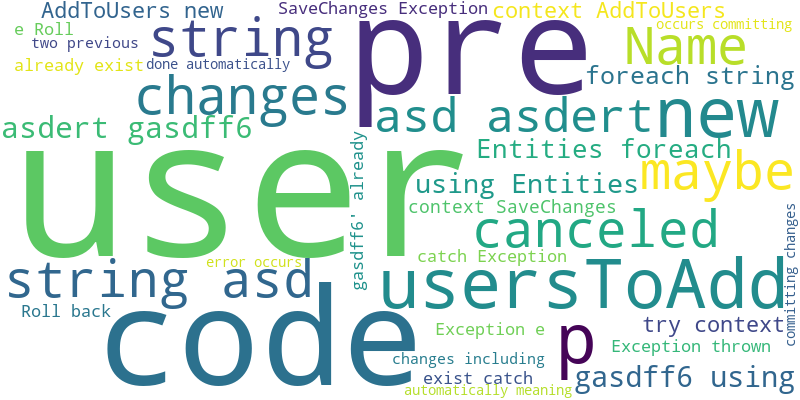 AddToUsers new
SaveChanges Exception
context AddToUsers
e Roll
string
pre
occurs committing
two previous
Name
already exist
done automatically
foreach string
changes
asd asdert
new
asdert gasdff6
user
gasdff6' already
Entities foreach
maybe
using Entities
context SaveChanges
canceled
committing changes
string asd
error occurs
catch Exception
usersToAdd
Roll back
code
Exception e
p
try context
Exception thrown
changes including
exist catch
gasdff6 using
automatically meaning